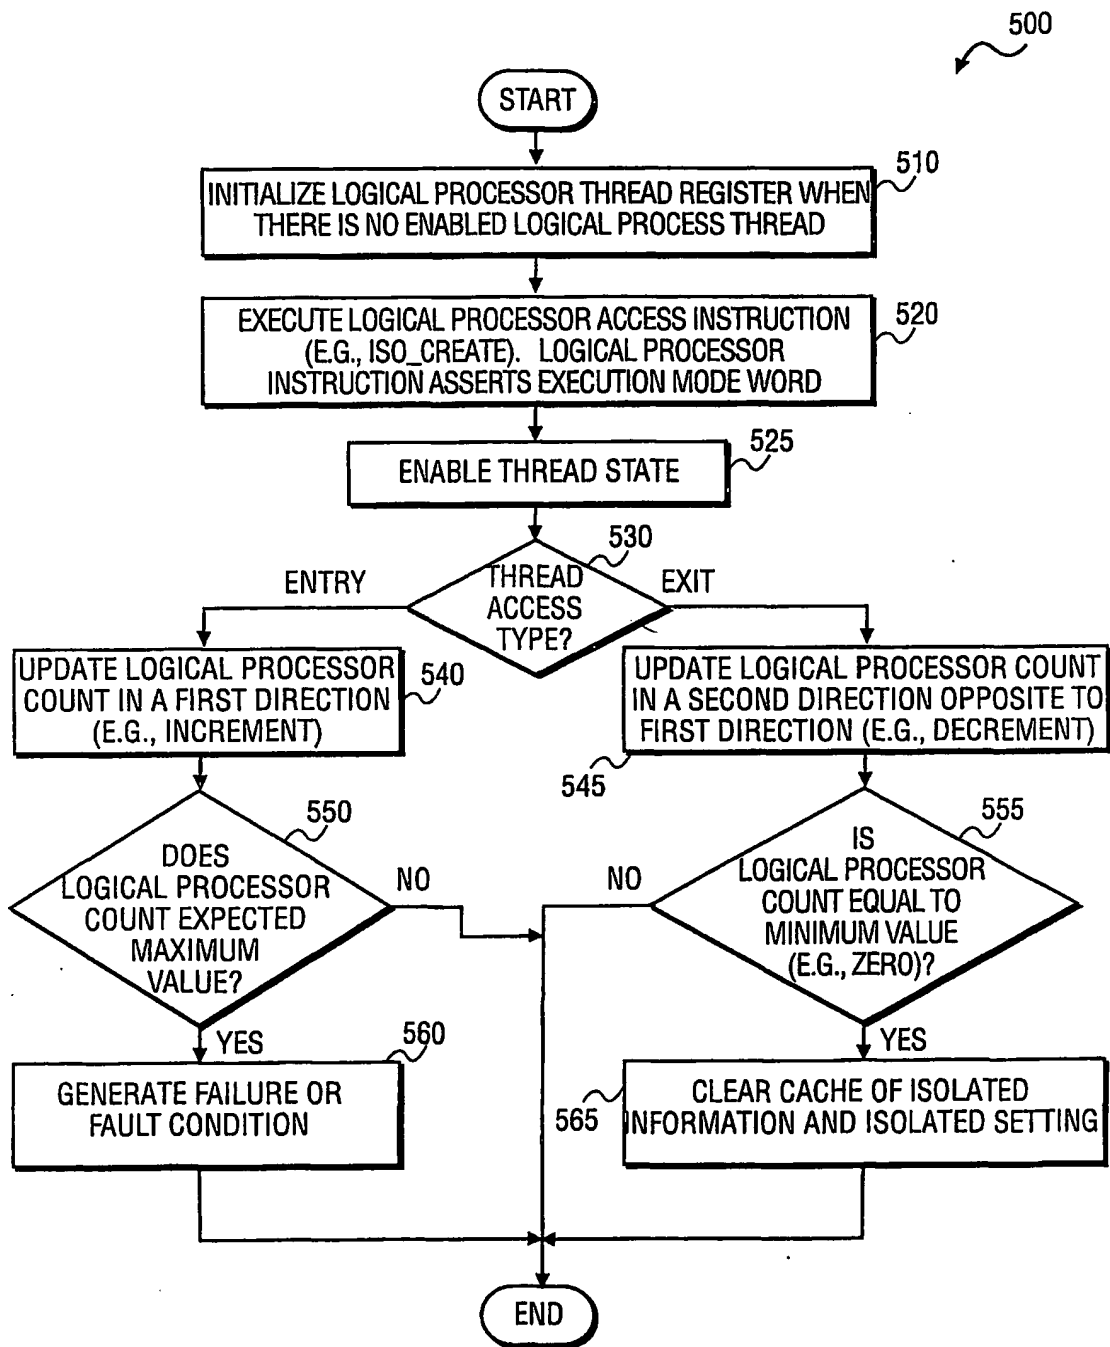 500
START
510
INITIALIZE LOGICAL PROCESSOR THREAD REGISTER WHEN
THERE IS NO ENABLED LOGICAL PROCESS THREAD
EXECUTE LOGICAL PROCESSOR ACCESS INSTRUCTION
(E.G., ISO_CREATE). LOGICAL PROCESSOR
INSTRUCTION ASSERTS EXECUTION MODE WORD
520
ENABLE THREAD STATE
525
530
THREAD
ACCESS
TYPE?
ENTRY
EXIT
UPDATE LOGICAL PROCESSOR
COUNT IN A FIRST DIRECTION
(E.G., INCREMENT)
540
UPDATE LOGICAL PROCESSOR COUNT
IN A SECOND DIRECTION OPPOSITE TO
FIRST DIRECTION (E.G., DECREMENT)
545
550
DOES
LOGICAL PROCESSOR
COUNT EXPECTED
MAXIMUM
VALUE?
NO
YES
555
IS
LOGICAL PROCESSOR
COUNT EQUAL TO
MINIMUM VALUE
(E.G., ZERO)?
NO
YES
560
GENERATE FAILURE OR
FAULT CONDITION
565
CLEAR CACHE OF ISOLATED
INFORMATION AND ISOLATED SETTING
END